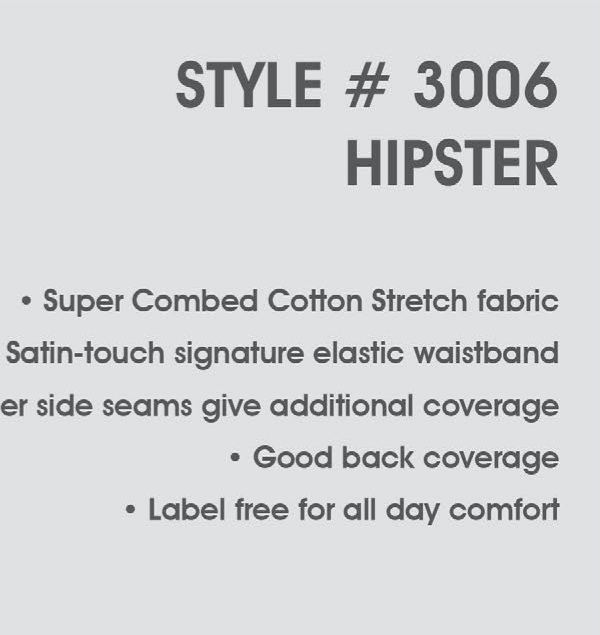 STYLE # 3006
HIPSTER
• Super Combed Cotton Stretch fabric
Satin-touch signature elastic waistband
er side seams give additional coverage
• Good back coverage
• Label free for all day comfort